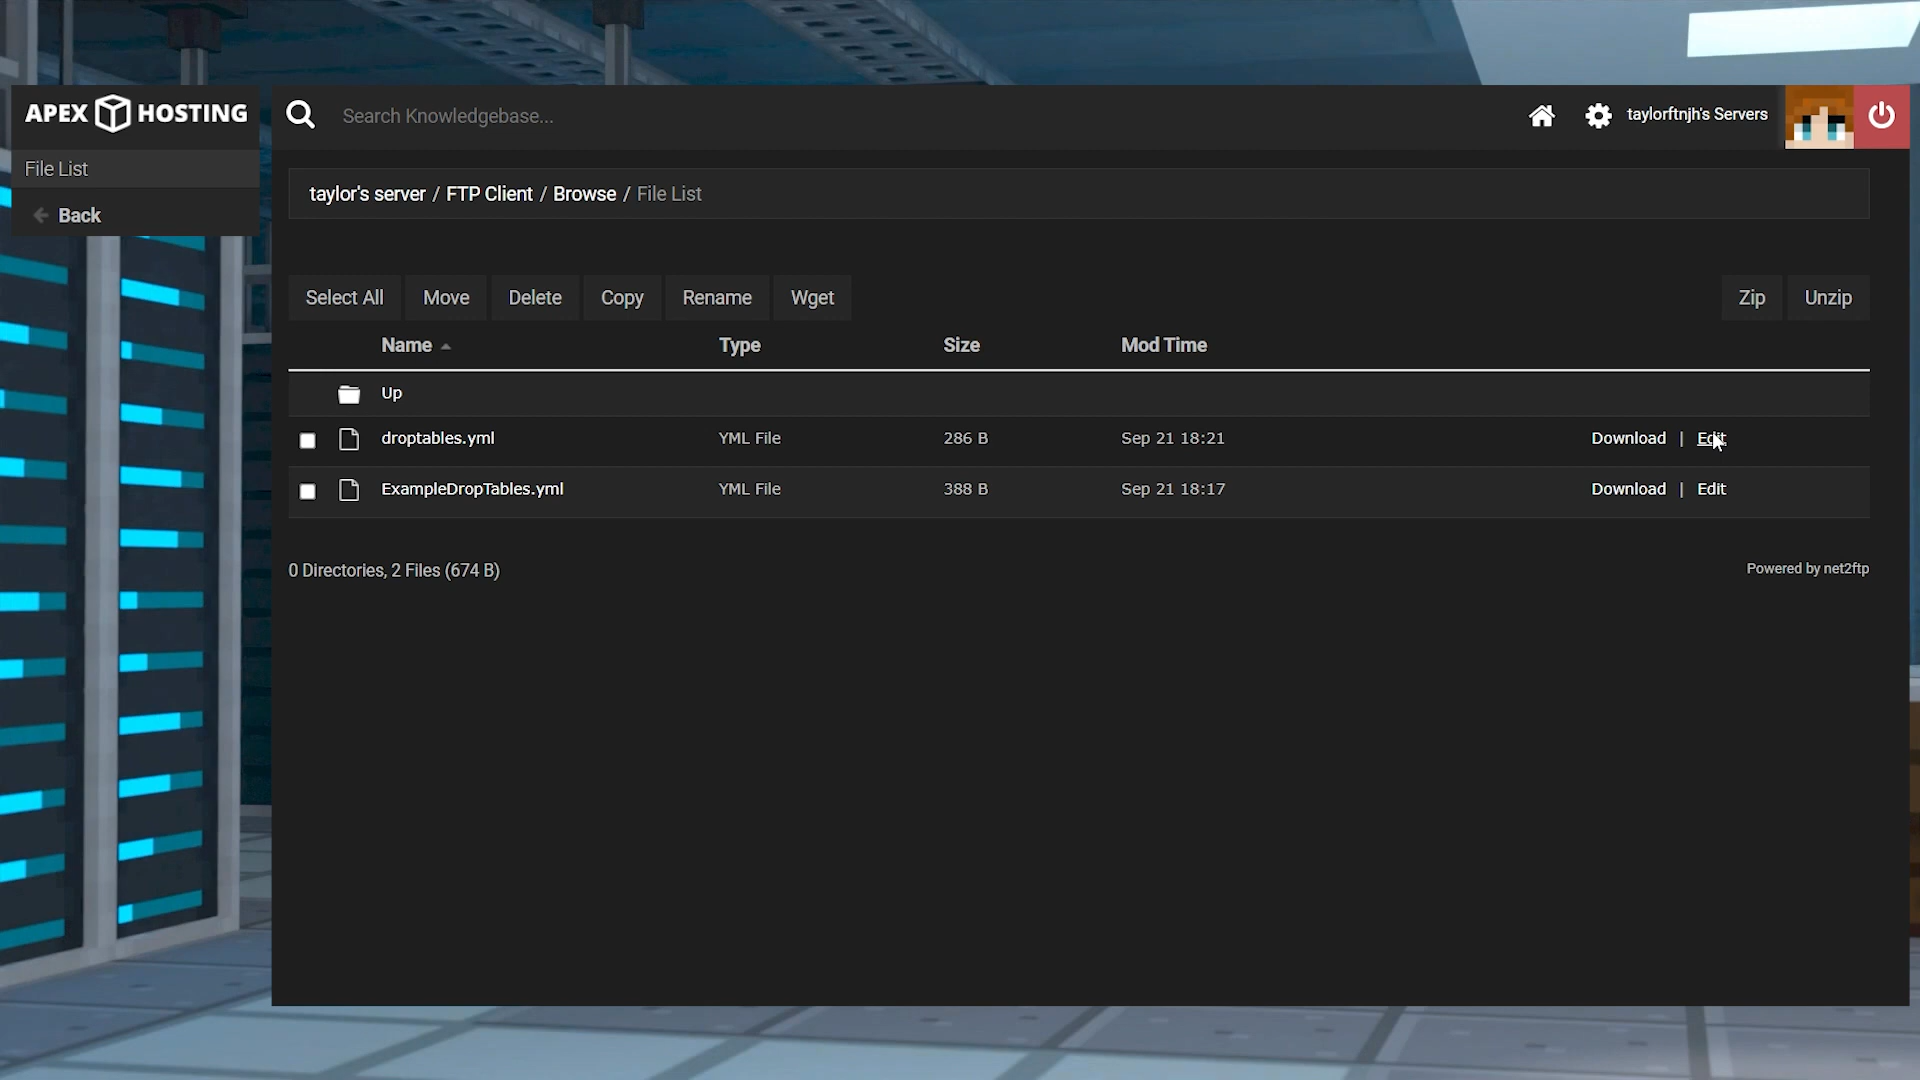 APEX HOSTING
Search Knowledgebase...
taylorftnjh's Servers
File List
Back
taylor's server / FTP Client / Browse / File List
Select All Move Delete Copy Rename Wget Zip Unzip
Name Type Size Mod Time
Up
droptables.yml YML File 286 B Sep 21 18:21 Download | Edit
ExampleDropTables.yml YML File 388 B Sep 21 18:17 Download | Edit
0 Directories, 2 Files (674 B)
Powered by net2ftp